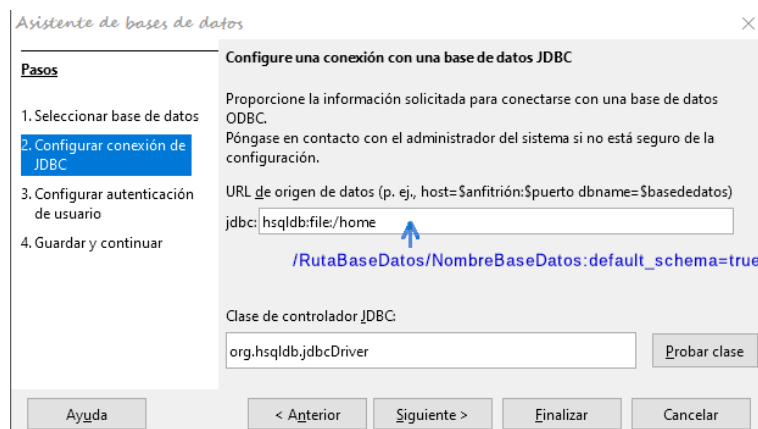 Asistente de bases de datos
Pasos
1. Seleccionar base de datos
2. Configurar conexión de
JDBC
3. Configurar autenticación
de usuario
4. Guardar y continuar
Configure una conexión con una base de datos JDBC
Proporcione la información solicitada para conectarse con una base de datos
ODBC.
Póngase en contacto con el administrador del sistema si no está seguro de la
configuración.
URL de origen de datos (p. ej., host=$anfitrión:$puerto dbname=$basededatos)
jdbc: hsqldb:file:/home
/RutaBaseDatos/NombreBaseDatos:default_schema=true
Clase de controlador JDBC:
org.hsqldb.jdbcDriver
Probar clase
Ayuda
< Anterior
Siguiente >
Finalizar
Cancelar